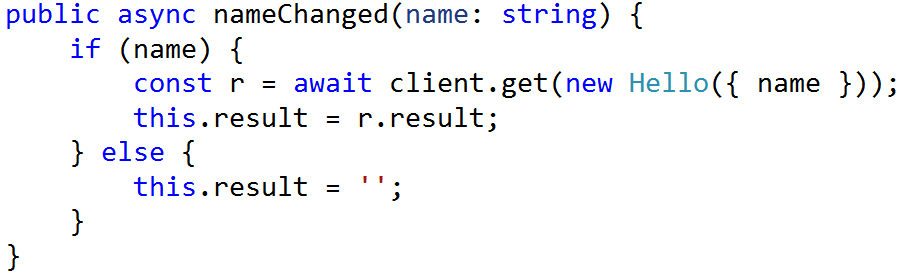 public async nameChanged(name: string) {
    if (name) {
        const r = await client.get(new Hello({ name }));
        this.result = r.result;
    } else {
        this.result = '';
    }
}